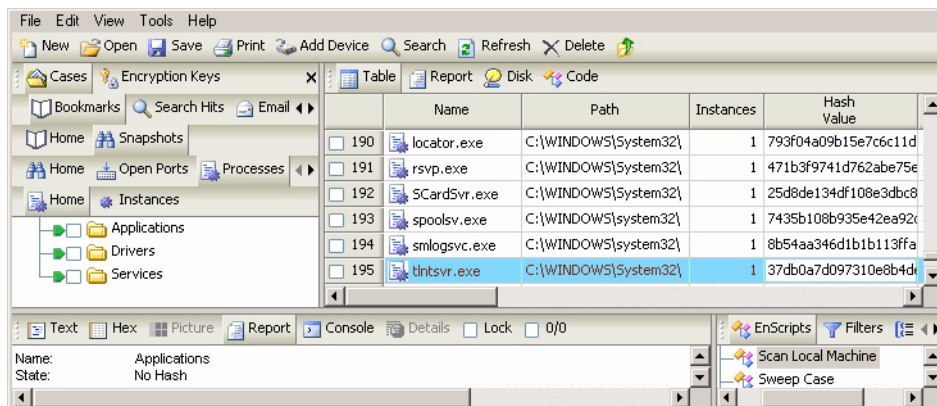 File Edit View Tools Help
New Open Save Print Add Device Search Refresh Delete
Cases Encryption Keys
Table Report Disk Code
Bookmarks Search Hits Email
Home Snapshots
Home Open Ports Processes
Home Instances
Applications
Drivers
Services
Name Path Instances Hash Value
190 locator.exe C:\WINDOWS\System32\ 1 793f04a09b15e7c6c11d
191 rsvp.exe C:\WINDOWS\System32\ 1 471b3f9741d762abe75e
192 SCardSvr.exe C:\WINDOWS\System32\ 1 25d8de134df108e3dbc8
193 spoolsv.exe C:\WINDOWS\system32\ 1 7435b108b935e42ea92
194 smlogsvc.exe C:\WINDOWS\System32\ 1 8b54aa346d1b1b113ffa
195 tlntsvr.exe C:\WINDOWS\System32\ 1 37db0a7d097310e8b4d
Text Hex Picture Report Console Details Lock 0/0
Name: Applications
State: No Hash
EnScripts Filters
Scan Local Machine
Sweep Case